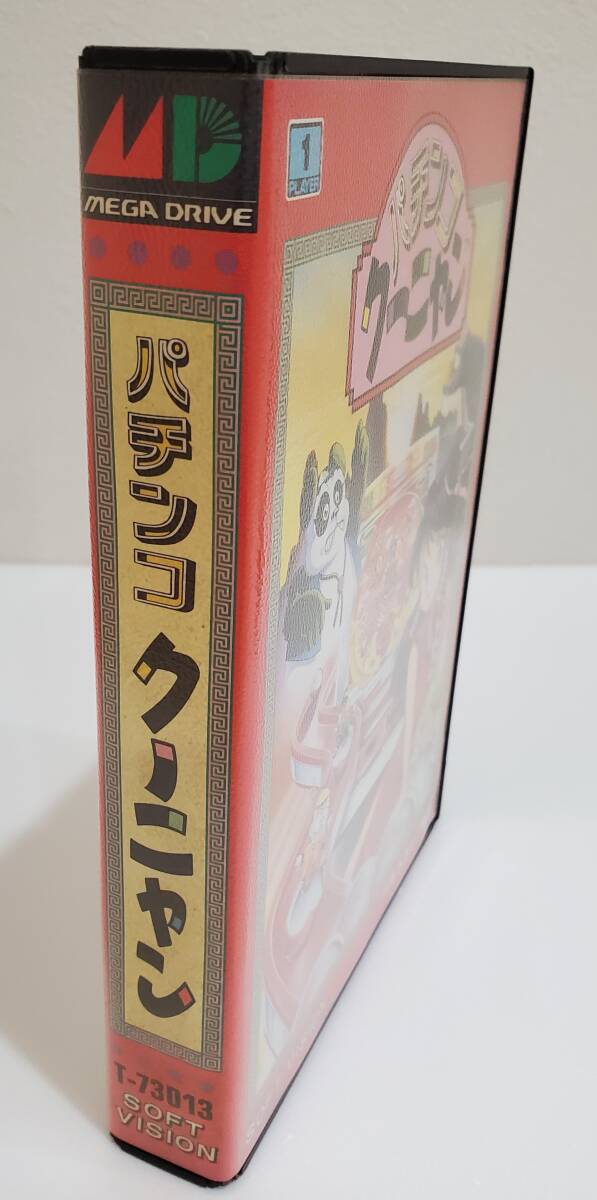 MD
MEGA DRIVE
パチンコ クーニャン
T-73013
SOFT
VISION
1
PLAYER
パチンコ
クーニャン